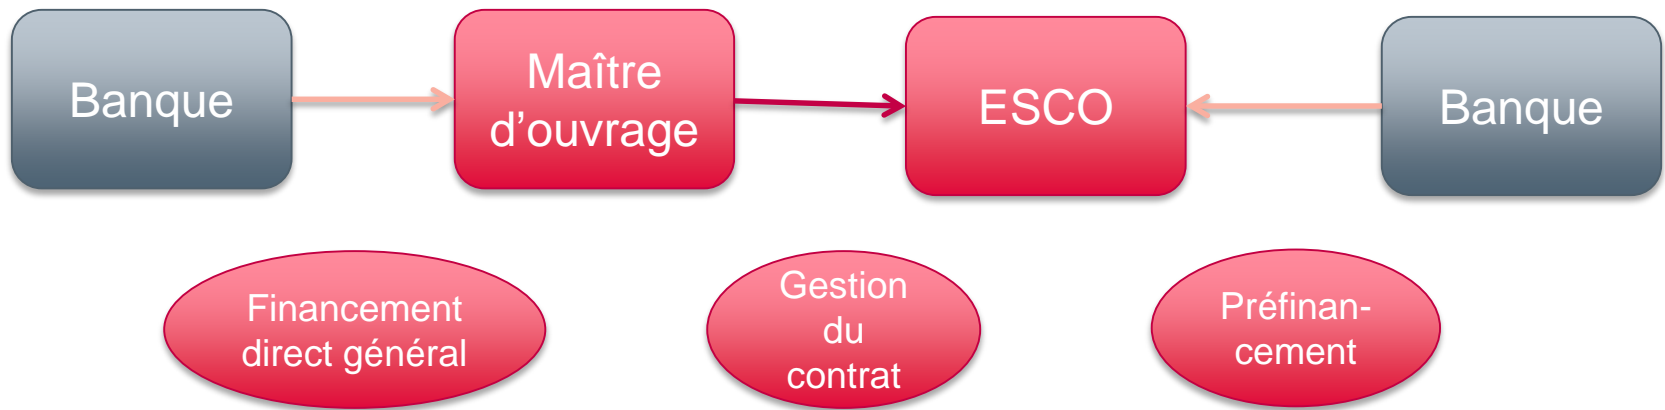 Banque
Maître
d’ouvrage
ESCO
Banque
Financement
direct général
Gestion
du
contrat
Préfinan-
cement